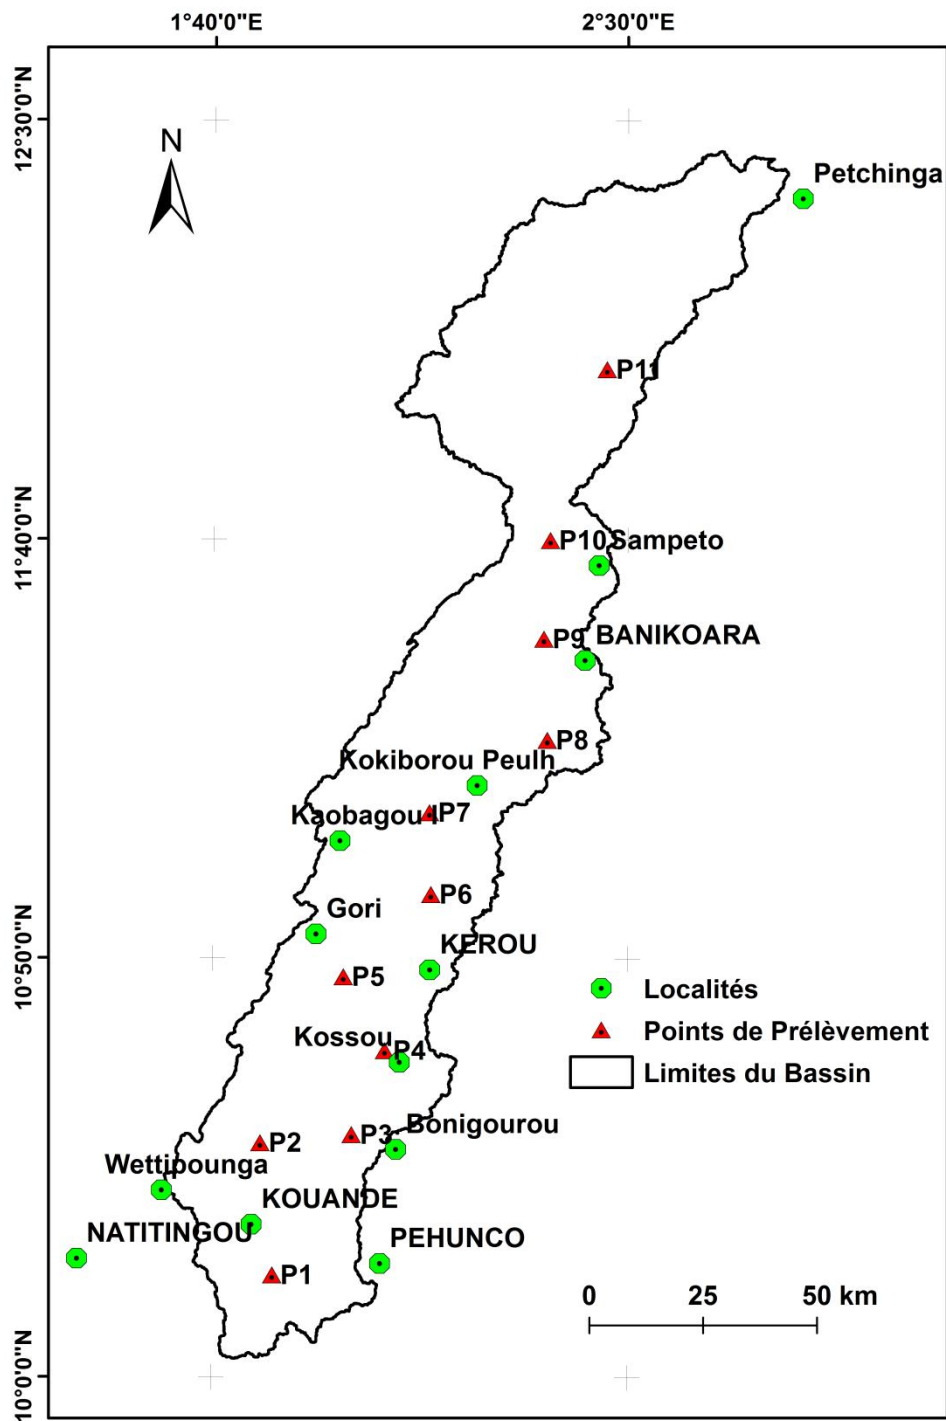 1°40'0"E
2°30'0"E
12°30'0"N
N
Petchinga
P11
11°40'0"N
P10
Sampeto
P9
BANIKOARA
P8
Kokiborou Peulh
Kaobagou I
P7
P6
Gori
KEROU
10°50'0"N
P5
Localités
Kossou
P4
Points de Prélèvement
Limites du Bassin
P3
Bonigourou
P2
Wettipounga
KOUANDE
NATITINGOU
PEHUNCO
P1
0 25 50 km
10°0'0"N